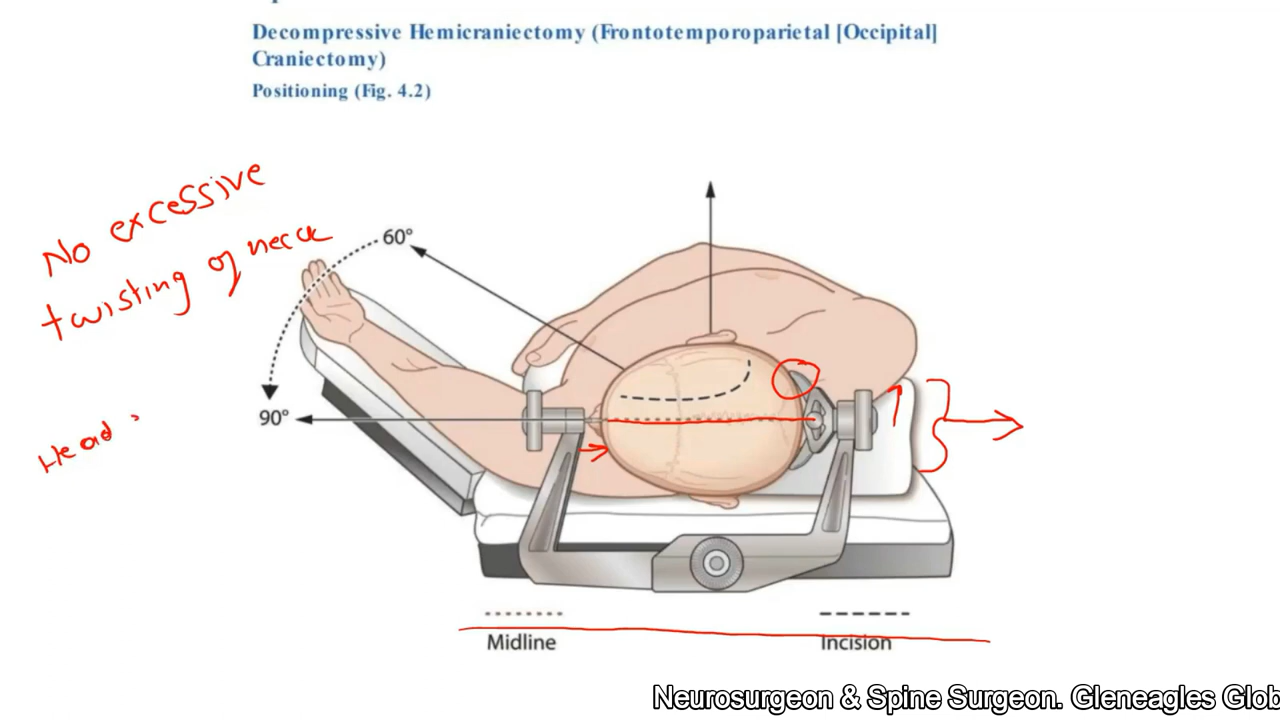 Decompressive Hemicraniectomy (Frontotemporoparietal [Occipital]
Craniectomy)
Positioning (Fig. 4.2)
No excessive
twisting of neck
60°
90°
Head
Midline
Incision
Neurosurgeon & Spine Surgeon. Gleneagles Glob